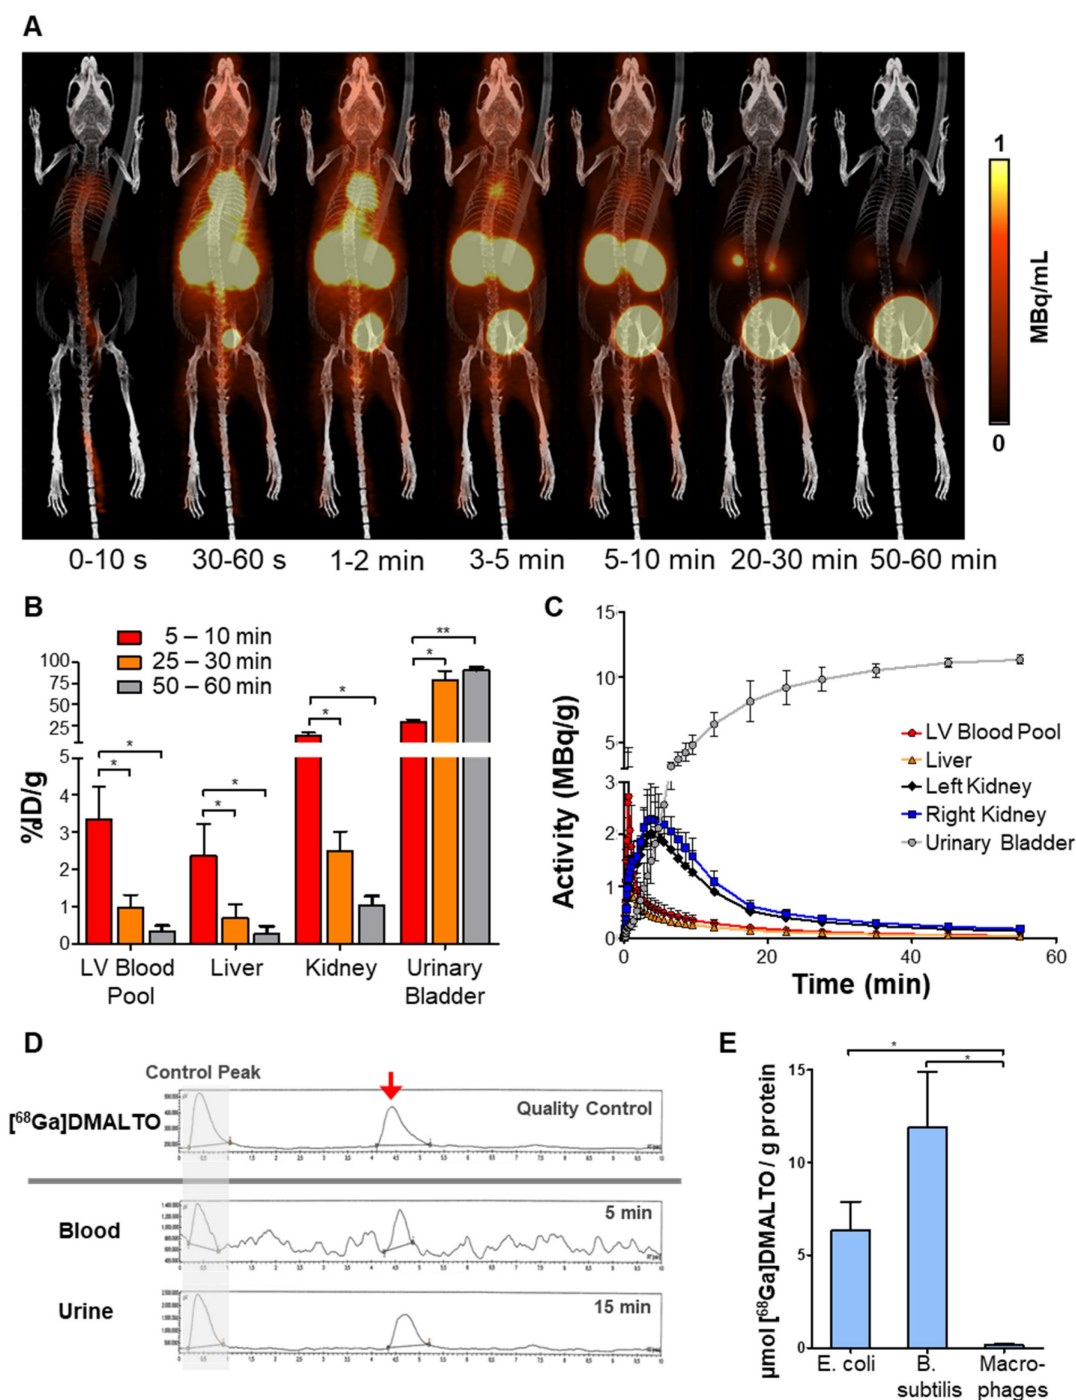 A
1
MBq/mL
0
0-10 s 30-60 s 1-2 min 3-5 min 5-10 min 20-30 min 50-60 min
B
5 – 10 min
25 – 30 min
50 – 60 min
%ID/g
100
75
50
25
5
4
3
2
1
0
* * * * * * * **
LV Blood
Pool
Liver
Kidney
Urinary
Bladder
C
Activity (MBq/g)
15
10
5
3
2
1
0
0 20 40 60
Time (min)
LV Blood Pool
Liver
Left Kidney
Right Kidney
Urinary Bladder
D
Control Peak
[⁶⁸Ga]DMALTO
Quality Control
Blood
5 min
Urine
15 min
E
µmol [⁶⁸Ga]DMALTO / g protein
*
*
15
10
5
0
E. coli
B.
subtilis
Macro-
phages